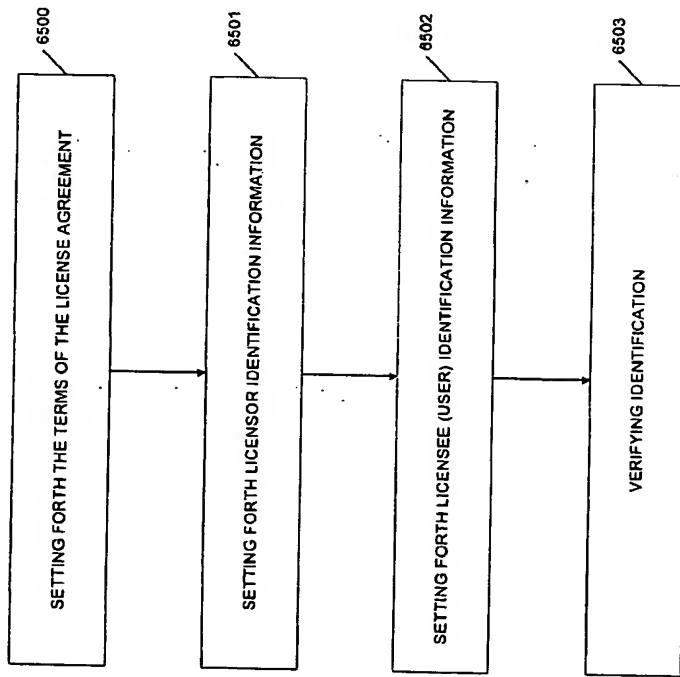 6500
SETTING FORTH THE TERMS OF THE LICENSE AGREEMENT
6501
SETTING FORTH LICENSOR IDENTIFICATION INFORMATION
6502
SETTING FORTH LICENSEE (USER) IDENTIFICATION INFORMATION
6503
VERIFYING IDENTIFICATION